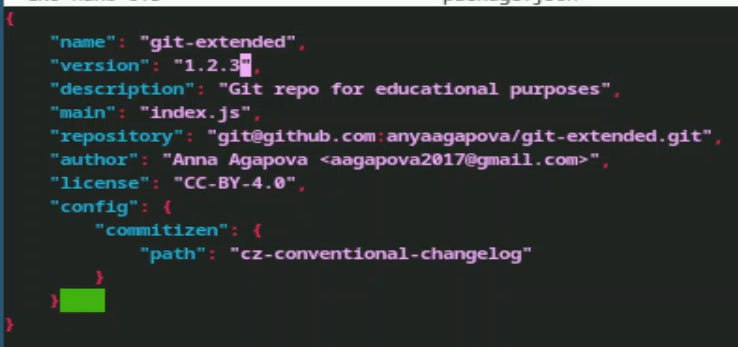 {
    "name": "git-extended",
    "version": "1.2.3",
    "description": "Git repo for educational purposes",
    "main": "index.js",
    "repository": "git@github.com:anyaagapova/git-extended.git",
    "author": "Anna Agapova <aagapova2017@gmail.com>",
    "license": "CC-BY-4.0",
    "config": {
        "commitizen": {
            "path": "cz-conventional-changelog"
        }
    }
}